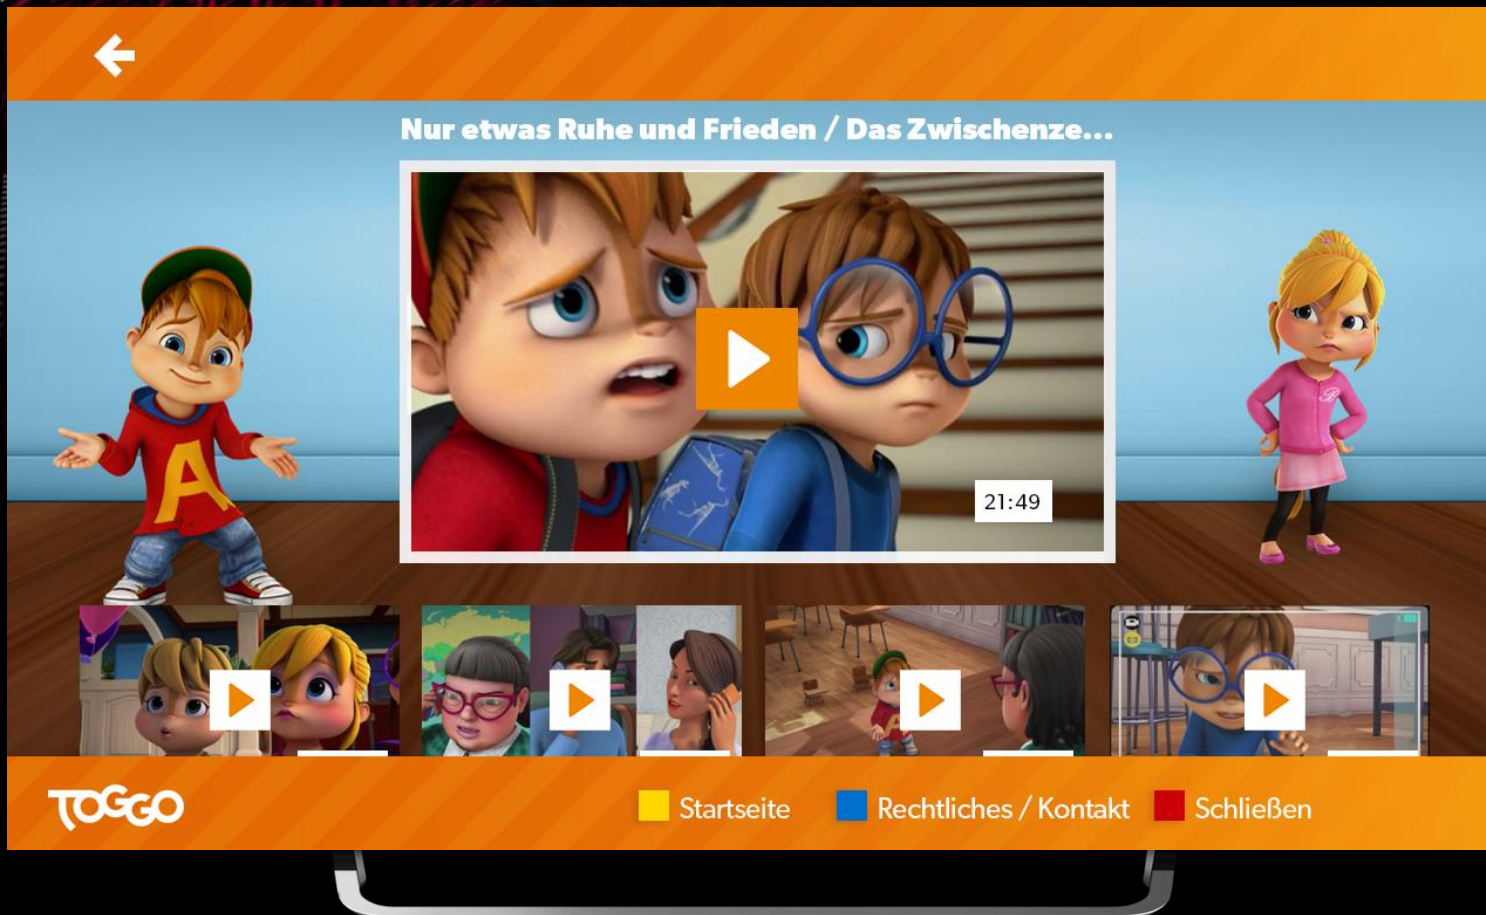 Nur etwas Ruhe und Frieden / Das Zwischenze...
A
21:49
TOGGO
Startseite
Rechtliches / Kontakt
Schließen